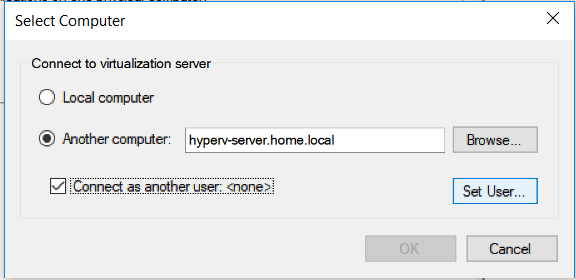 Select Computer
Connect to virtualization server
Local computer
Another computer: hyperv-server.home.local Browse...
Connect as another user: <none> Set User...
OK Cancel